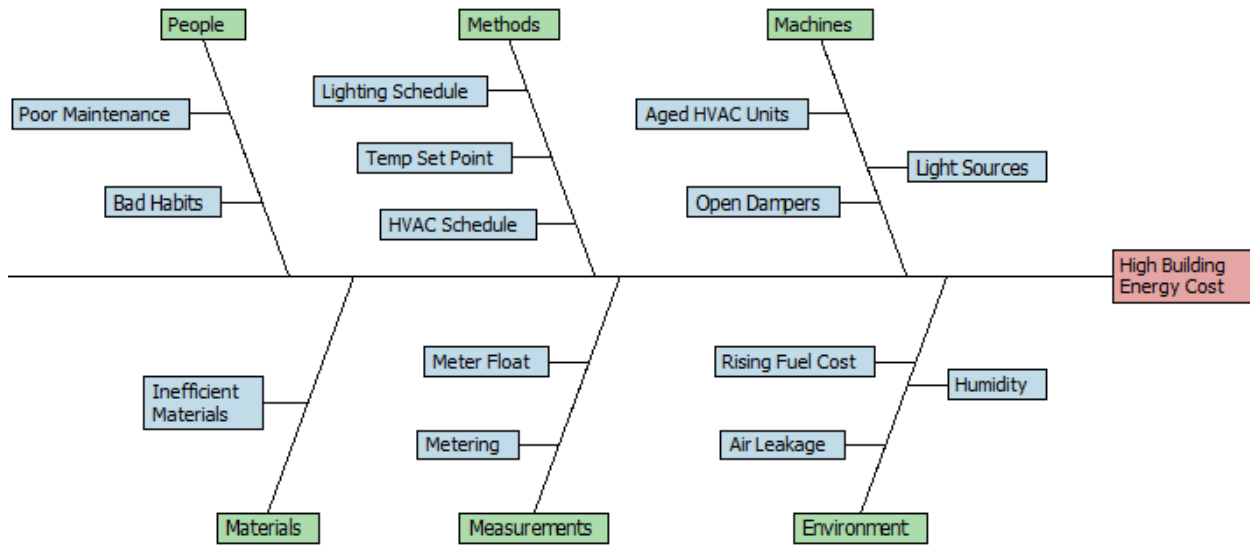 People
Methods
Machines
Lighting Schedule
Poor Maintenance
Aged HVAC Units
Temp Set Point
Light Sources
Bad Habits
Open Dampers
HVAC Schedule
High Building
Energy Cost
Meter Float
Rising Fuel Cost
Humidity
Inefficient
Materials
Metering
Air Leakage
Materials
Measurements
Environment